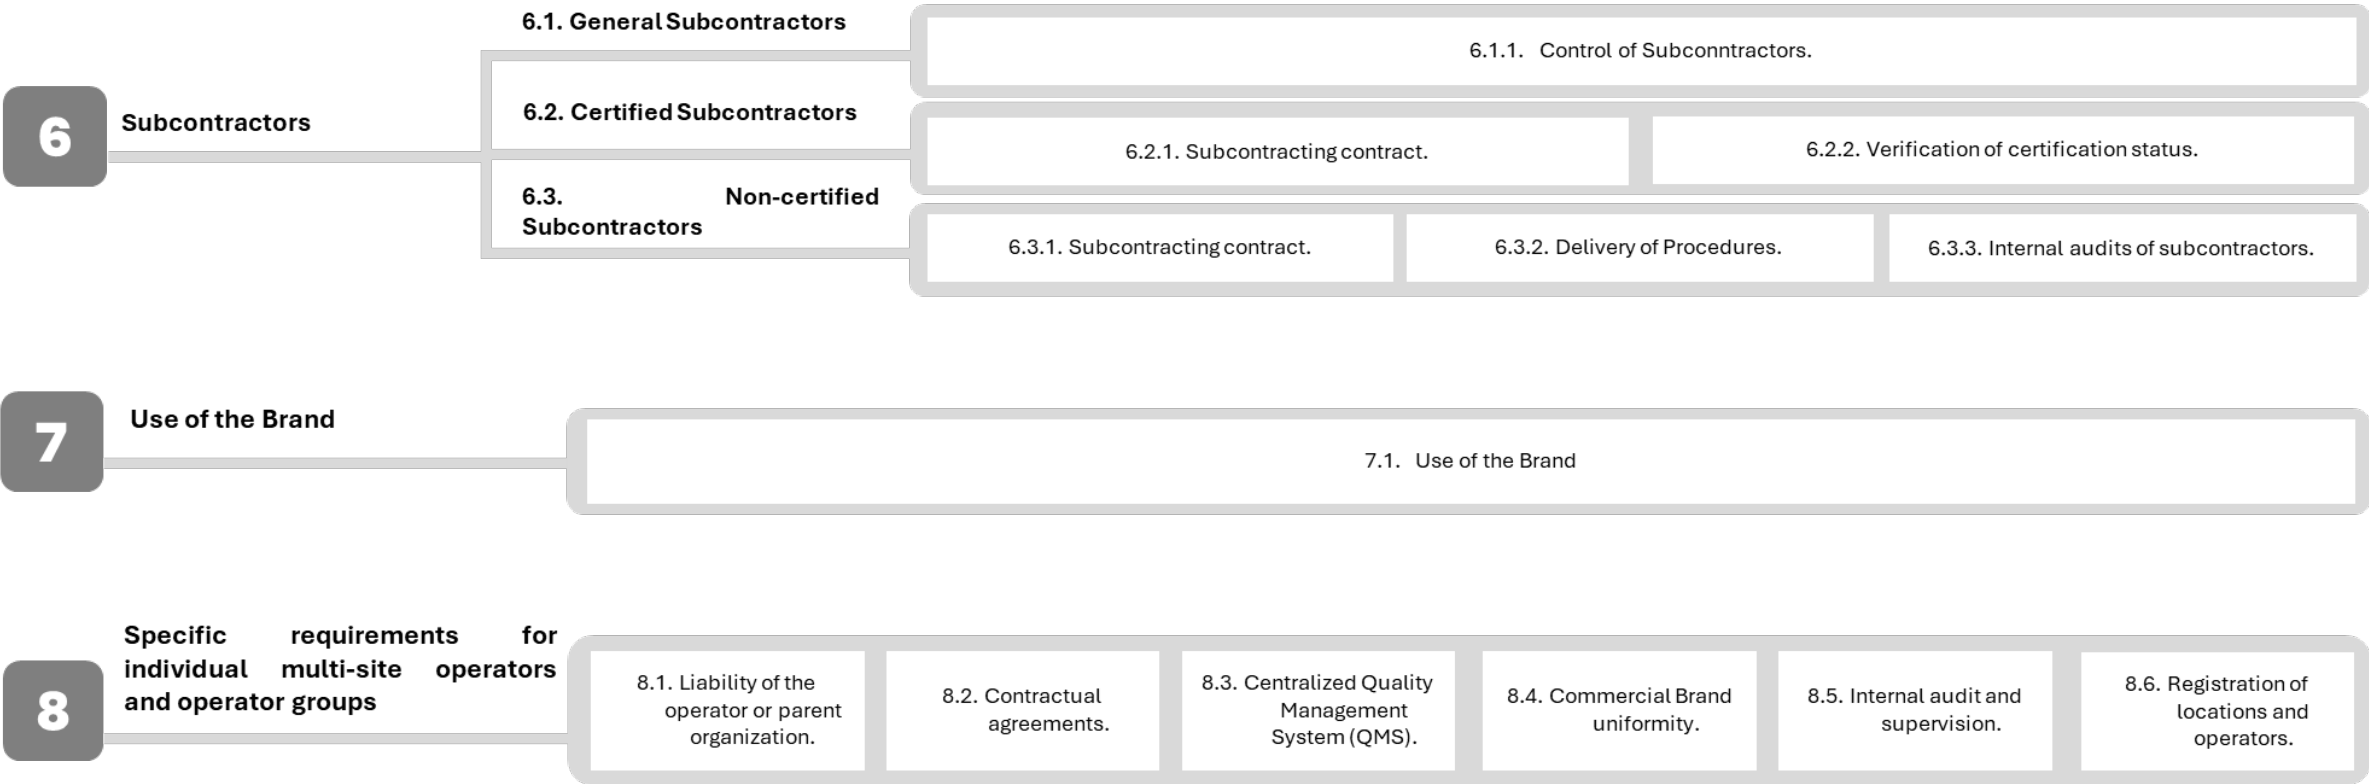 6
Subcontractors
6.1. General Subcontractors
6.1.1. Control of Subconntractors.
6.2. Certified Subcontractors
6.2.1. Subcontracting contract.
6.2.2. Verification of certification status.
6.3. Non-certified
Subcontractors
6.3.1. Subcontracting contract.
6.3.2. Delivery of Procedures.
6.3.3. Internal audits of subcontractors.
7
Use of the Brand
7.1. Use of the Brand
8
Specific requirements for
individual multi-site operators
and operator groups
8.1. Liability of the
operator or parent
organization.
8.2. Contractual
agreements.
8.3. Centralized Quality
Management
System (QMS).
8.4. Commercial Brand
uniformity.
8.5. Internal audit and
supervision.
8.6. Registration of
locations and
operators.